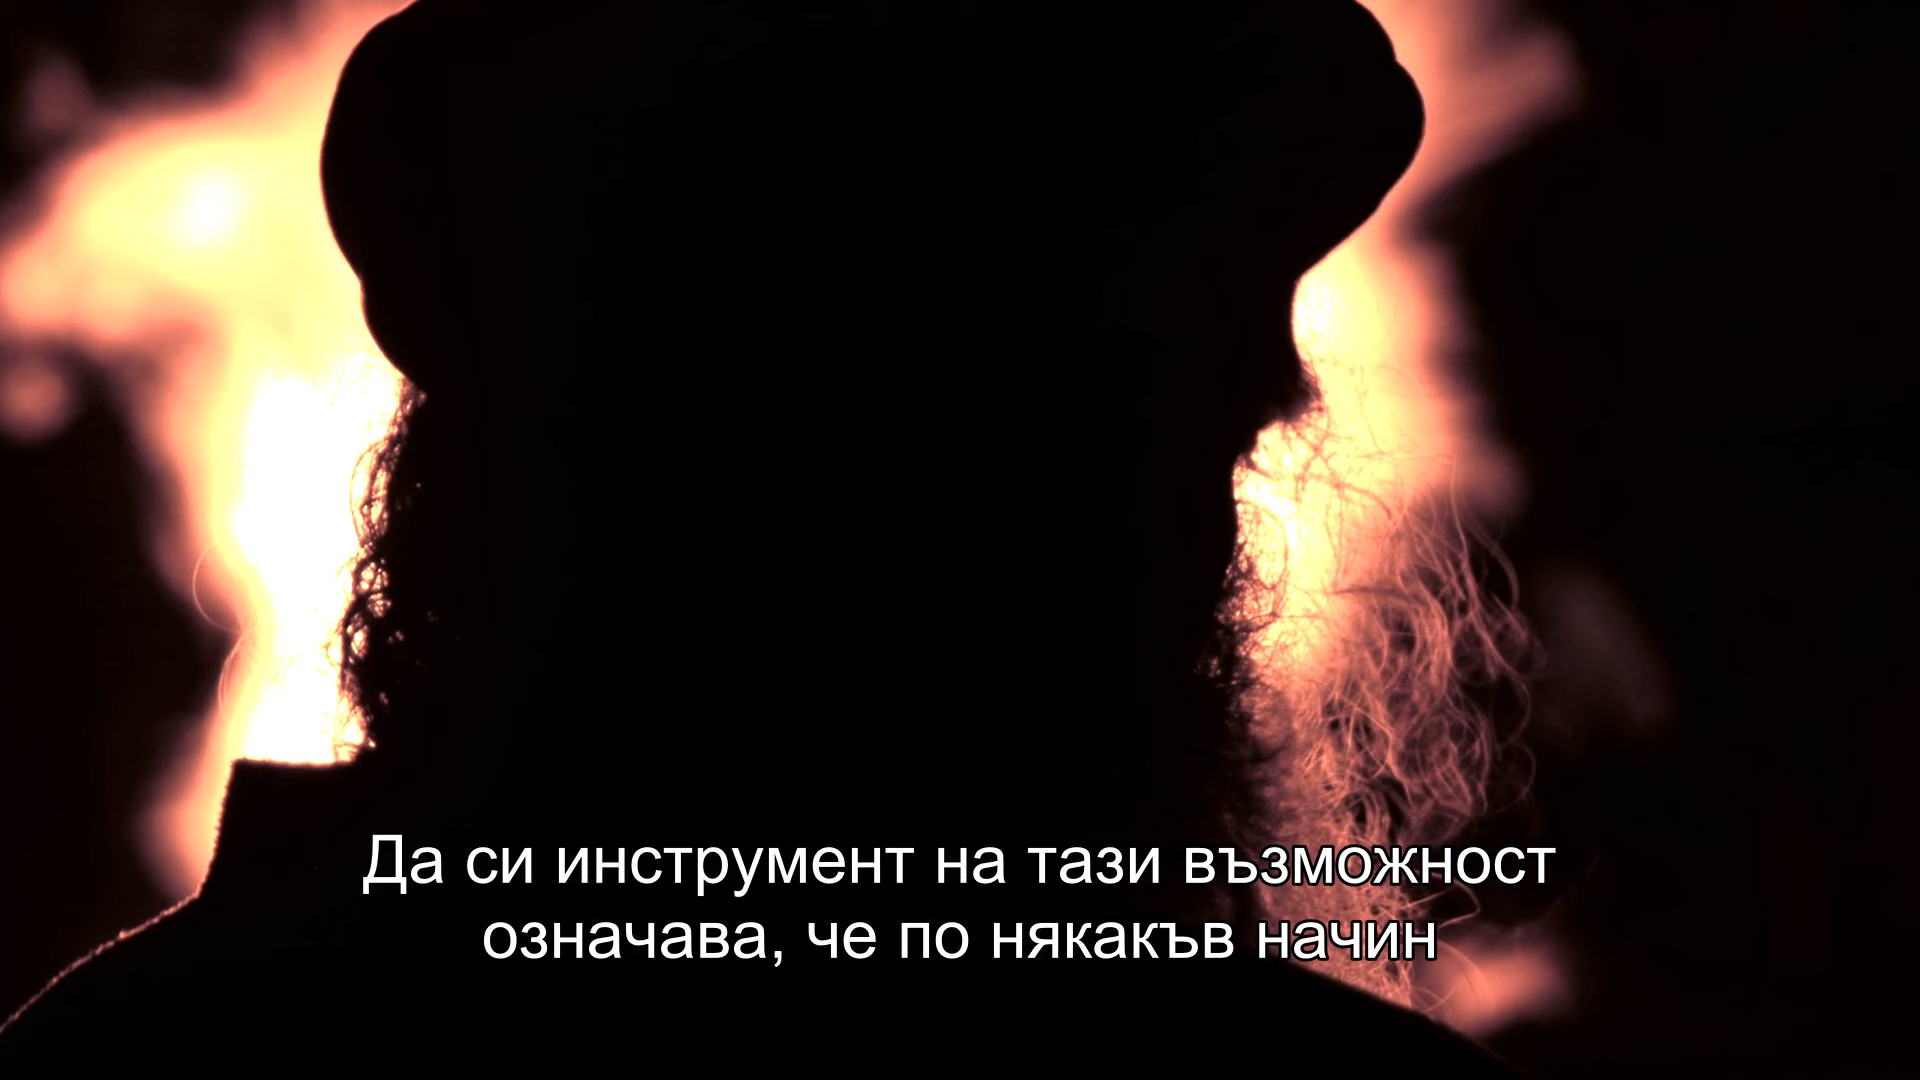 Да си инструмент на тази възможност
означава, че по някакъв начин